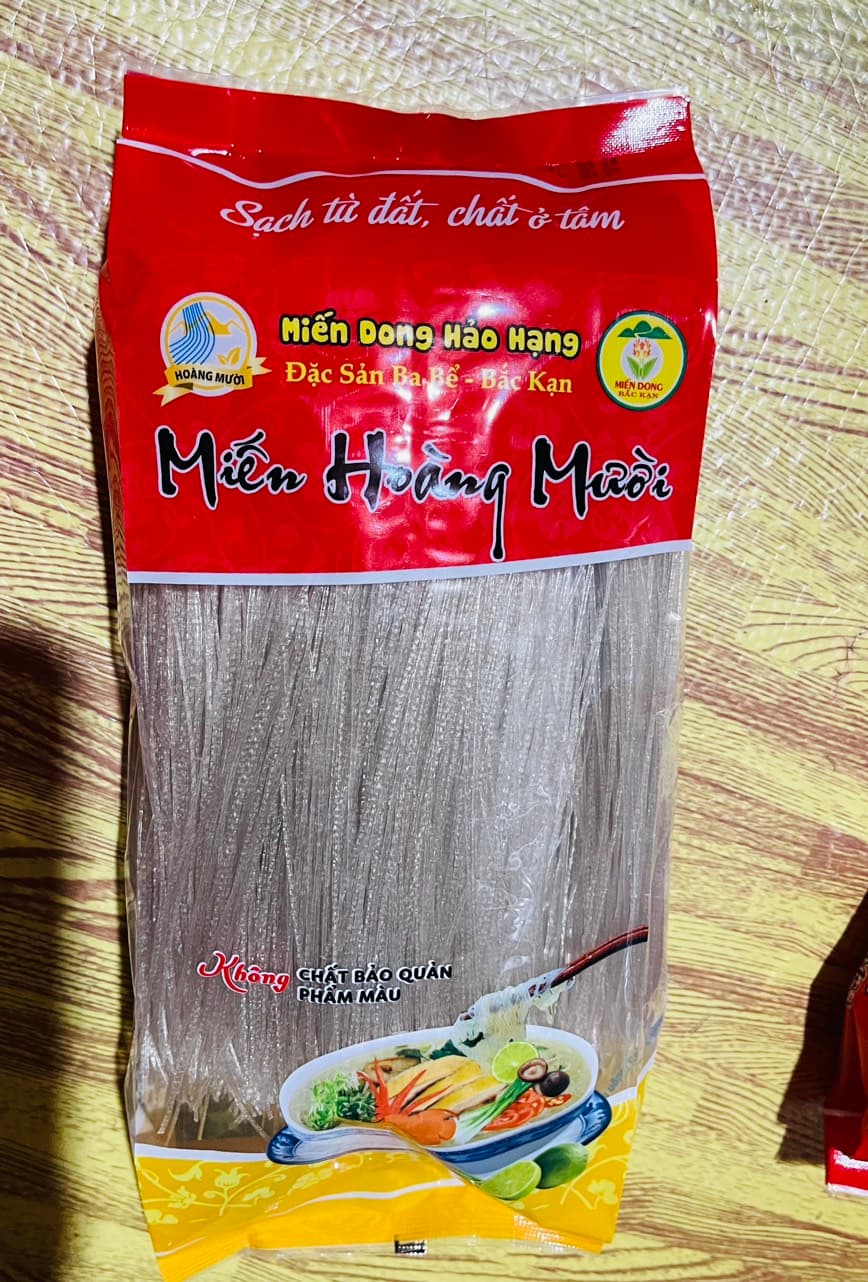 Sạch từ đất, chất ở tâm
Miến Dong Hảo Hạng
Đặc Sản Ba Bể - Bắc Kạn
HOÀNG MƯỜI
MIẾN DONG
BẮC KẠN
Miến Hoàng Mười
Không CHẤT BẢO QUẢN
PHẨM MÀU